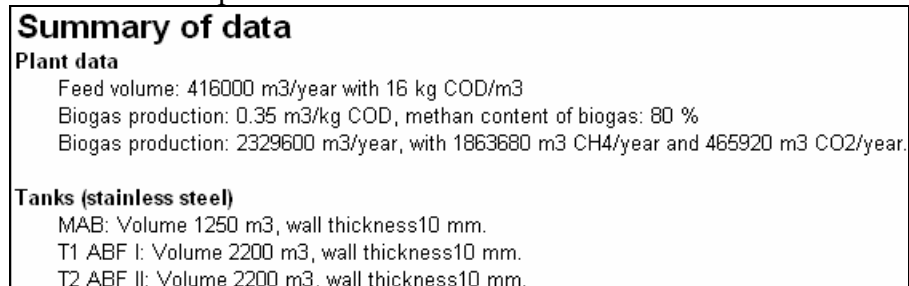 Summary of data
Plant data
Feed volume: 416000 m3/year with 16 kg COD/m3
Biogas production: 0.35 m3/kg COD, methan content of biogas: 80 %
Biogas production: 2329600 m3/year, with 1863680 m3 CH4/year and 465920 m3 CO2/year.
Tanks (stainless steel)
MAB: Volume 1250 m3, wall thickness10 mm.
T1 ABF I: Volume 2200 m3, wall thickness10 mm.
T2 ABF II: Volume 2200 m3, wall thickness10 mm.